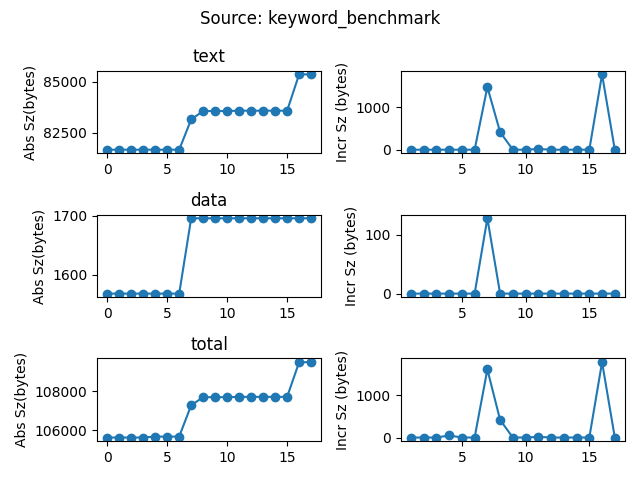 Source: keyword_benchmark
text
Abs Sz(bytes)
85000
82500
0 5 10 15
Incr Sz (bytes)
1000
0
5 10 15
data
Abs Sz(bytes)
1700
1600
0 5 10 15
Incr Sz (bytes)
100
0
5 10 15
total
Abs Sz(bytes)
108000
106000
0 5 10 15
Incr Sz (bytes)
1000
0
5 10 15